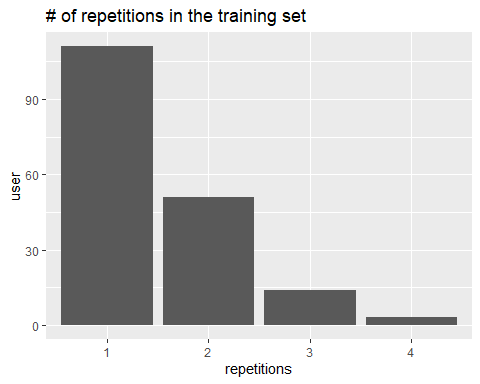 # of repetitions in the training set
90
60
30
0
user
1
2
3
4
repetitions